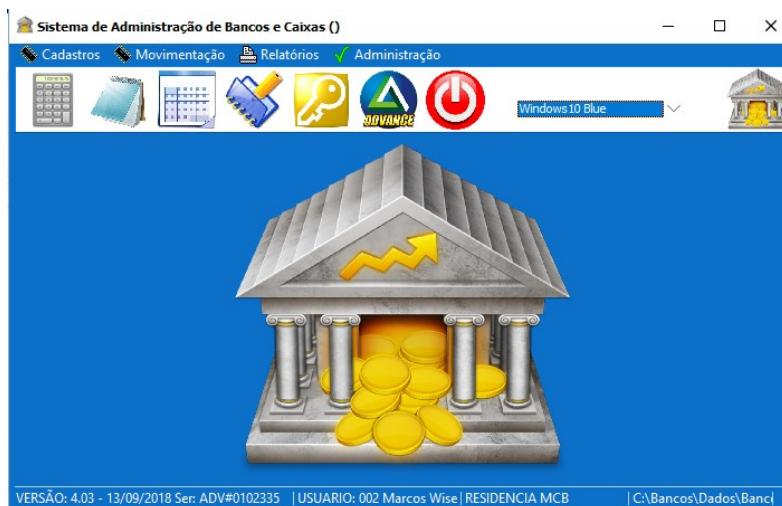 Sistema de Administração de Bancos e Caixas ()
Cadastros Movimentação Relatórios Administração
ADVANCE
Windows10 Blue
VERSÃO: 4.03 - 13/09/2018 Ser: ADV#0102335 | USUARIO: 002 Marcos Wise | RESIDENCIA MCB | C:\Bancos\Dados\Banc